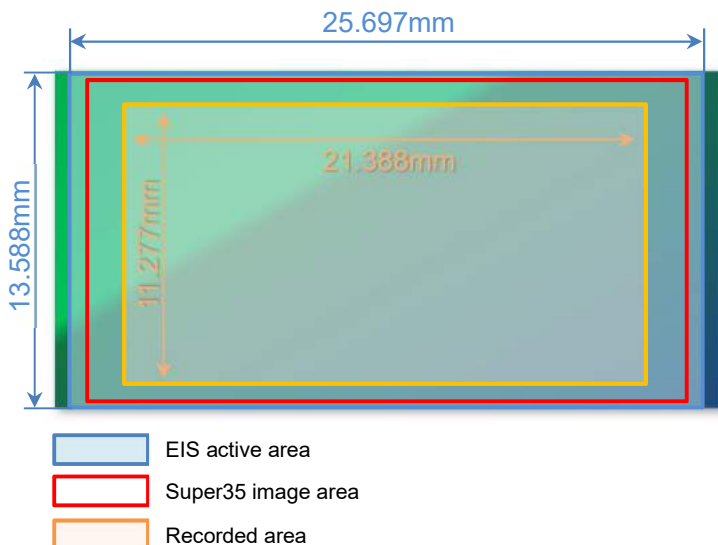 25.697mm
21.388mm
11.277mm
13.588mm
EIS active area
Super35 image area
Recorded area